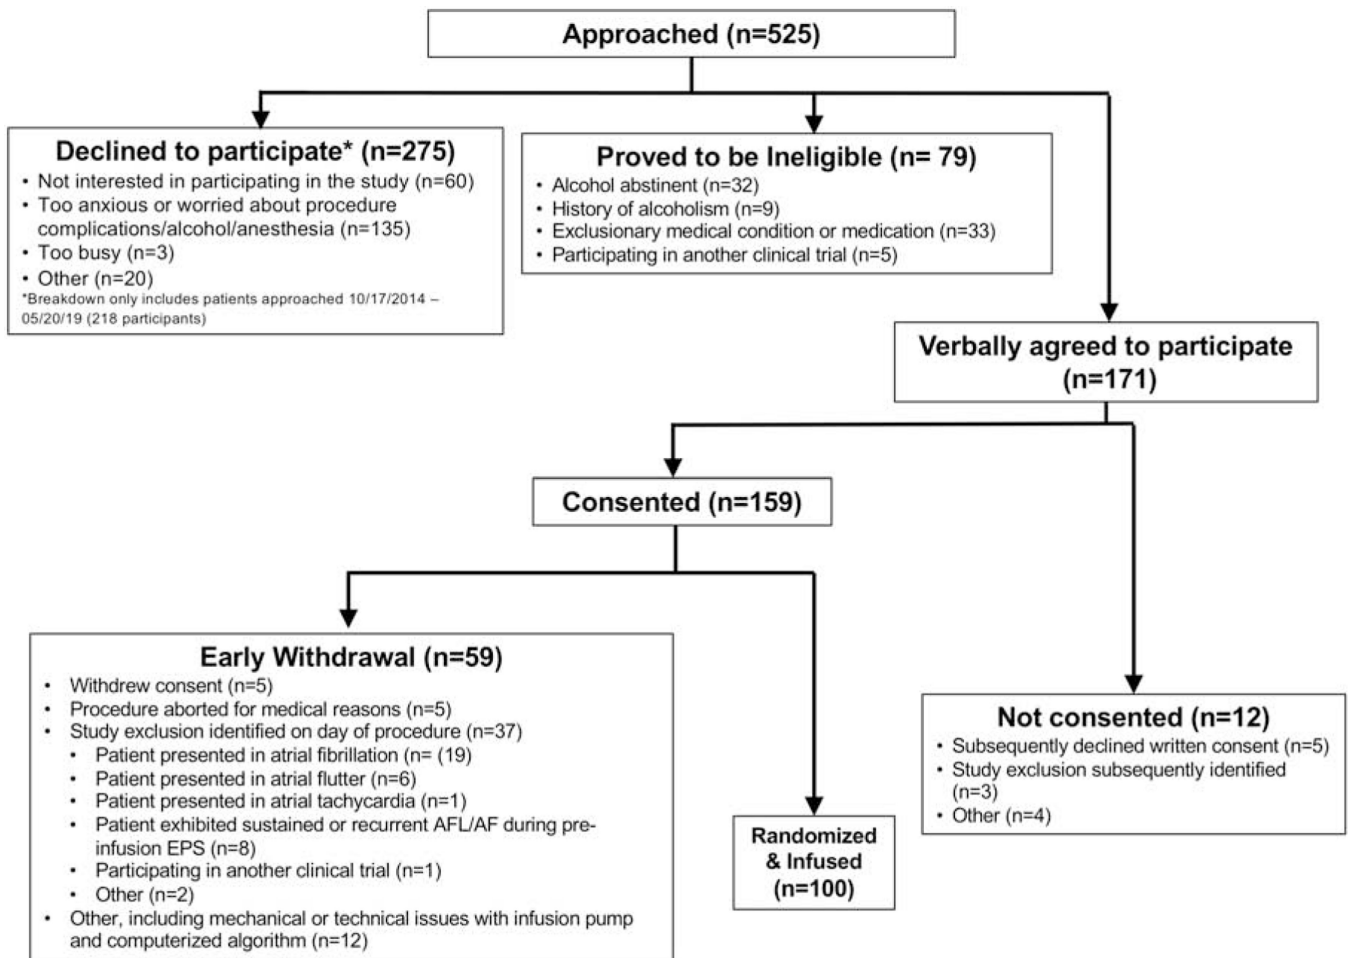 Approached (n=525)
Declined to participate* (n=275)
• Not interested in participating in the study (n=60)
• Too anxious or worried about procedure
complications/alcohol/anesthesia (n=135)
• Too busy (n=3)
• Other (n=20)
*Breakdown only includes patients approached 10/17/2014 –
05/20/19 (218 participants)
Proved to be Ineligible (n= 79)
• Alcohol abstinent (n=32)
• History of alcoholism (n=9)
• Exclusionary medical condition or medication (n=33)
• Participating in another clinical trial (n=5)
Verbally agreed to participate
(n=171)
Consented (n=159)
Early Withdrawal (n=59)
• Withdrew consent (n=5)
• Procedure aborted for medical reasons (n=5)
• Study exclusion identified on day of procedure (n=37)
• Patient presented in atrial fibrillation (n= (19)
• Patient presented in atrial flutter (n=6)
• Patient presented in atrial tachycardia (n=1)
• Patient exhibited sustained or recurrent AFL/AF during pre-
infusion EPS (n=8)
• Participating in another clinical trial (n=1)
• Other (n=2)
• Other, including mechanical or technical issues with infusion pump
and computerized algorithm (n=12)
Randomized
& Infused
(n=100)
Not consented (n=12)
• Subsequently declined written consent (n=5)
• Study exclusion subsequently identified
(n=3)
• Other (n=4)